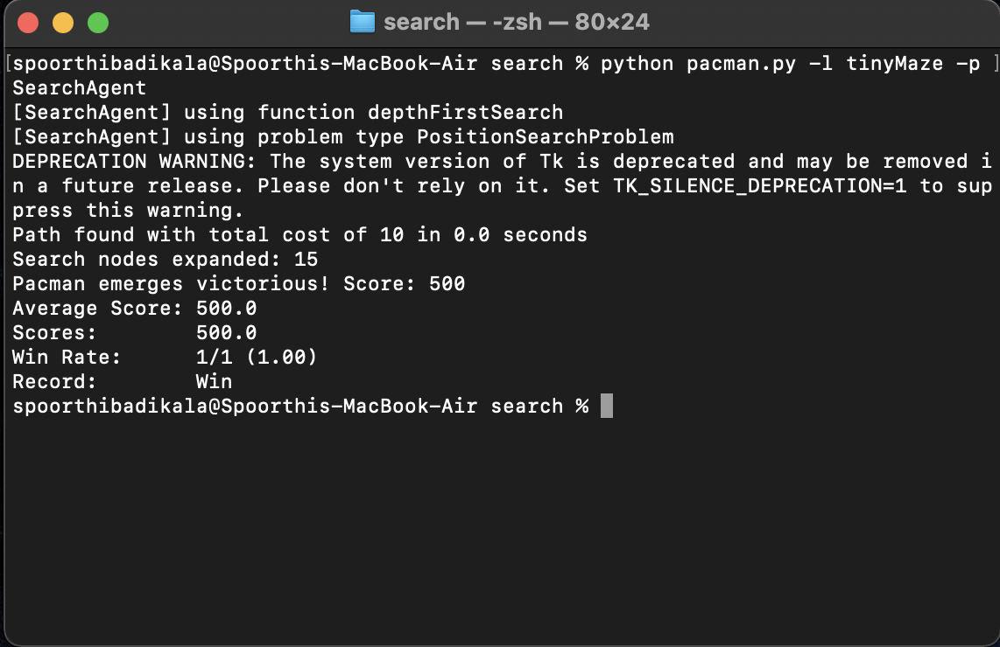 search — -zsh — 80×24
[spoorthibadikala@Spoorthis-MacBook-Air search % python pacman.py -l tinyMaze -p ]
SearchAgent
[SearchAgent] using function depthFirstSearch
[SearchAgent] using problem type PositionSearchProblem
DEPRECATION WARNING: The system version of Tk is deprecated and may be removed i
n a future release. Please don't rely on it. Set TK_SILENCE_DEPRECATION=1 to sup
press this warning.
Path found with total cost of 10 in 0.0 seconds
Search nodes expanded: 15
Pacman emerges victorious! Score: 500
Average Score: 500.0
Scores:        500.0
Win Rate:      1/1 (1.00)
Record:        Win
spoorthibadikala@Spoorthis-MacBook-Air search %